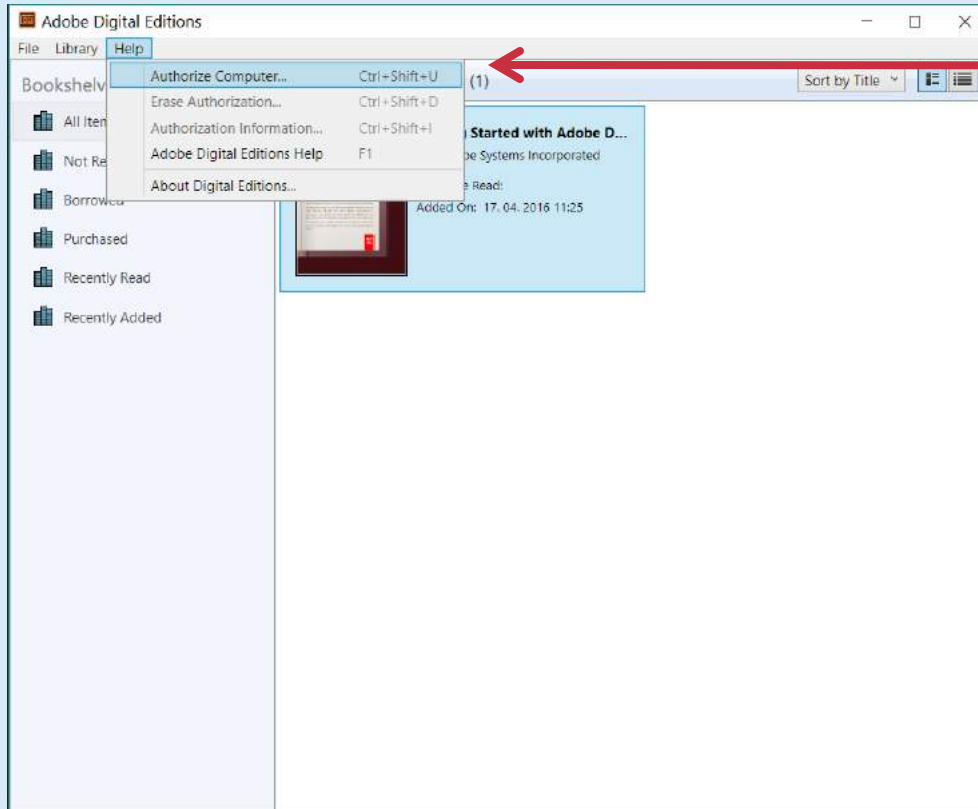 Adobe Digital Editions
File Library Help
Bookshelv
Authorize Computer... Ctrl+Shift+U
Erase Authorization... Ctrl+Shift+D
Authorization Information... Ctrl+Shift+I
Adobe Digital Editions Help F1
About Digital Editions...
(1)
Sort by Title
All Iten
Not Re
Borrowed
Purchased
Recently Read
Recently Added
Started with Adobe D...
be Systems Incorporated
Read:
Added On: 17. 04. 2016 11:25